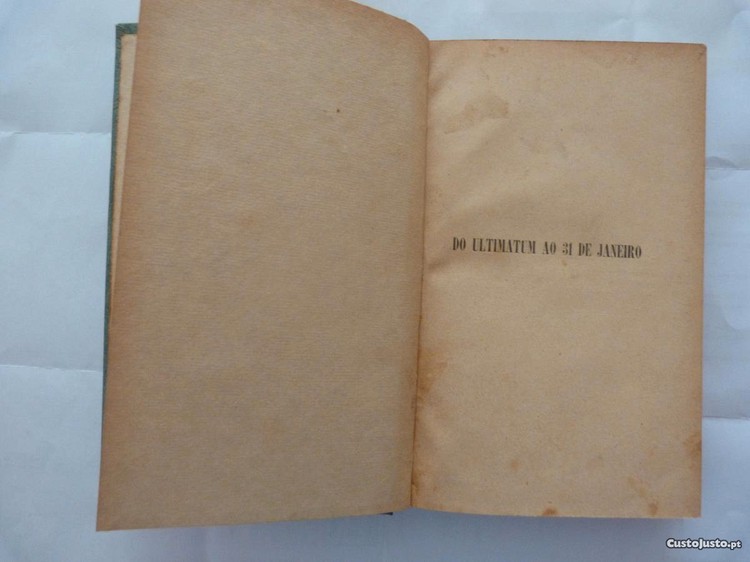 DO ULTIMATUM AO 31 DE JANEIRO
CustoJusto.pt